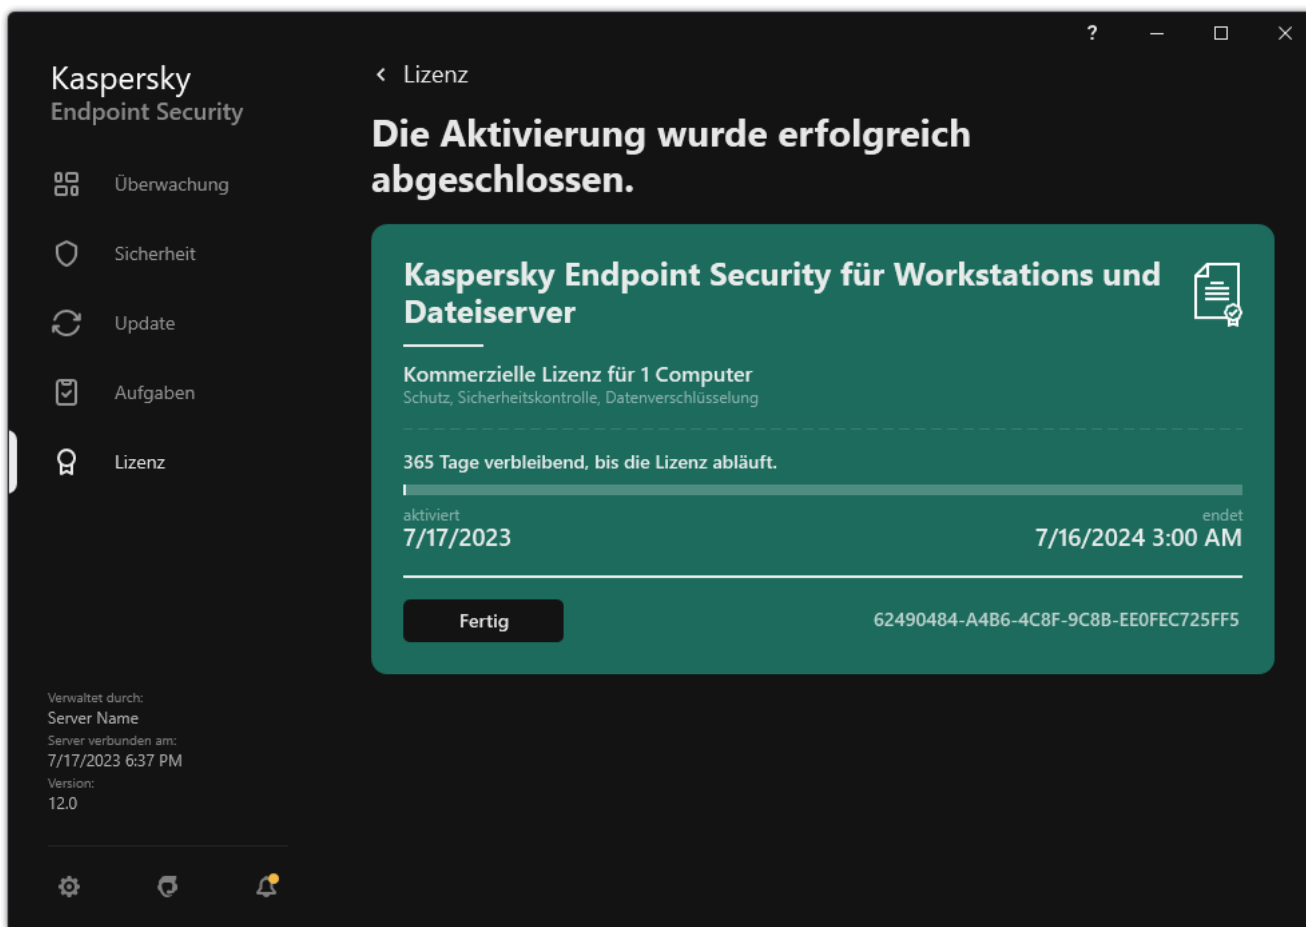 ?
Kaspersky
Endpoint Security
Überwachung
Sicherheit
Update
Aufgaben
Lizenz
Verwaltet durch:
Server Name
Server verbunden am:
7/17/2023 6:37 PM
Version:
12.0
Lizenz
Die Aktivierung wurde erfolgreich
abgeschlossen.
Kaspersky Endpoint Security für Workstations und
Dateiserver
Kommerzielle Lizenz für 1 Computer
Schutz, Sicherheitskontrolle, Datenverschlüsselung
365 Tage verbleibend, bis die Lizenz abläuft.
aktiviert endet
7/17/2023 7/16/2024 3:00 AM
Fertig 62490484-A4B6-4C8F-9C8B-EE0FEC725FF5